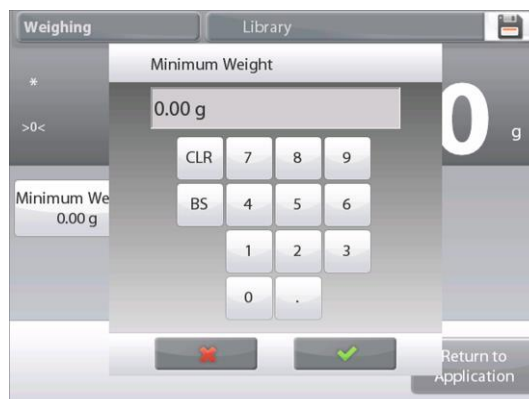 Weighing
Library
Minimum Weight
*
>0<
0.00 g
0
g
Minimum We
0.00 g
CLR
7
8
9
BS
4
5
6
1
2
3
0
.
Return to
Application